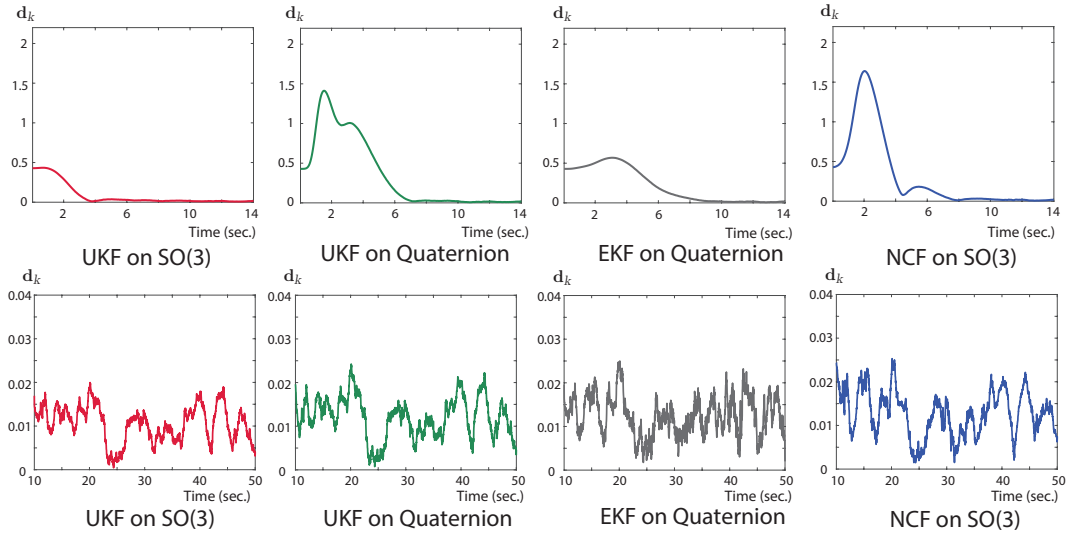 d_k d_k d_k d_k
2 2 2 2
1.5 1.5 1.5 1.5
1 1 1 1
0.5 0.5 0.5 0.5
0 0 0 0
2 6 10 14 2 6 10 14 2 6 10 14 2 6 10 14
Time (sec.) Time (sec.) Time (sec.) Time (sec.)
UKF on SO(3) UKF on Quaternion EKF on Quaternion NCF on SO(3)
d_k d_k d_k d_k
0.04 0.04 0.04 0.04
0.03 0.03 0.03 0.03
0.02 0.02 0.02 0.02
0.01 0.01 0.01 0.01
0 0 0 0
10 20 30 40 50 10 20 30 40 50 10 20 30 40 50 10 20 30 40 50
Time (sec.) Time (sec.) Time (sec.) Time (sec.)
UKF on SO(3) UKF on Quaternion EKF on Quaternion NCF on SO(3)